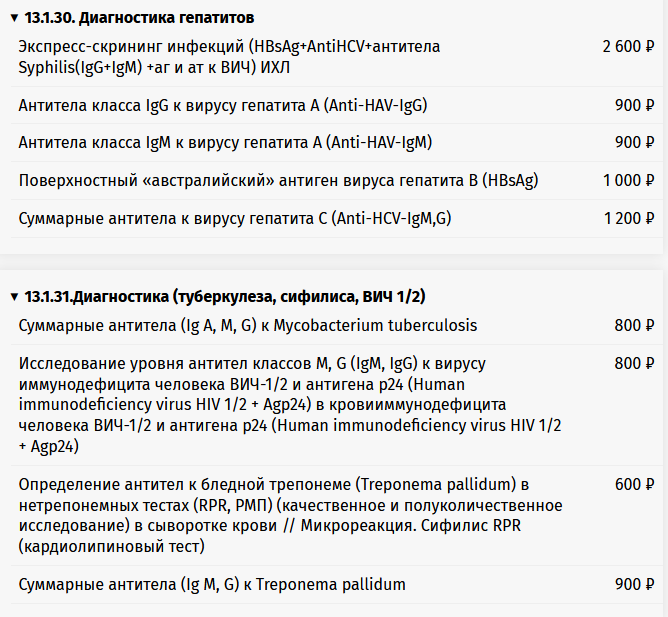 ▼ 13.1.30. Диагностика гепатитов
Экспресс-скрининг инфекций (HBsAg+AntiHCV+антитела 2 600 ₽
Syphilis(IgG+IgM) +аг и ат к ВИЧ) ИХЛ
Антитела класса IgG к вирусу гепатита А (Anti-HAV-IgG) 900 ₽
Антитела класса IgM к вирусу гепатита А (Anti-HAV-IgM) 900 ₽
Поверхностный «австралийский» антиген вируса гепатита В (HBsAg) 1 000 ₽
Суммарные антитела к вирусу гепатита С (Anti-HCV-IgM,G) 1 200 ₽
▼ 13.1.31.Диагностика (туберкулеза, сифилиса, ВИЧ 1/2)
Суммарные антитела (Ig A, M, G) к Mycobacterium tuberculosis 800 ₽
Исследование уровня антител классов M, G (IgM, IgG) к вирусу 800 ₽
иммунодефицита человека ВИЧ-1/2 и антигена p24 (Human
immunodeficiency virus HIV 1/2 + Agp24) в кровииммунодефицита
человека ВИЧ-1/2 и антигена p24 (Human immunodeficiency virus HIV 1/2
+ Agp24)
Определение антител к бледной трепонеме (Treponema pallidum) в 600 ₽
нетрепонемных тестах (RPR, РМП) (качественное и полуколичественное
исследование) в сыворотке крови // Микрореакция. Сифилис RPR
(кардиолипиновый тест)
Суммарные антитела (Ig M, G) к Treponema pallidum 900 ₽